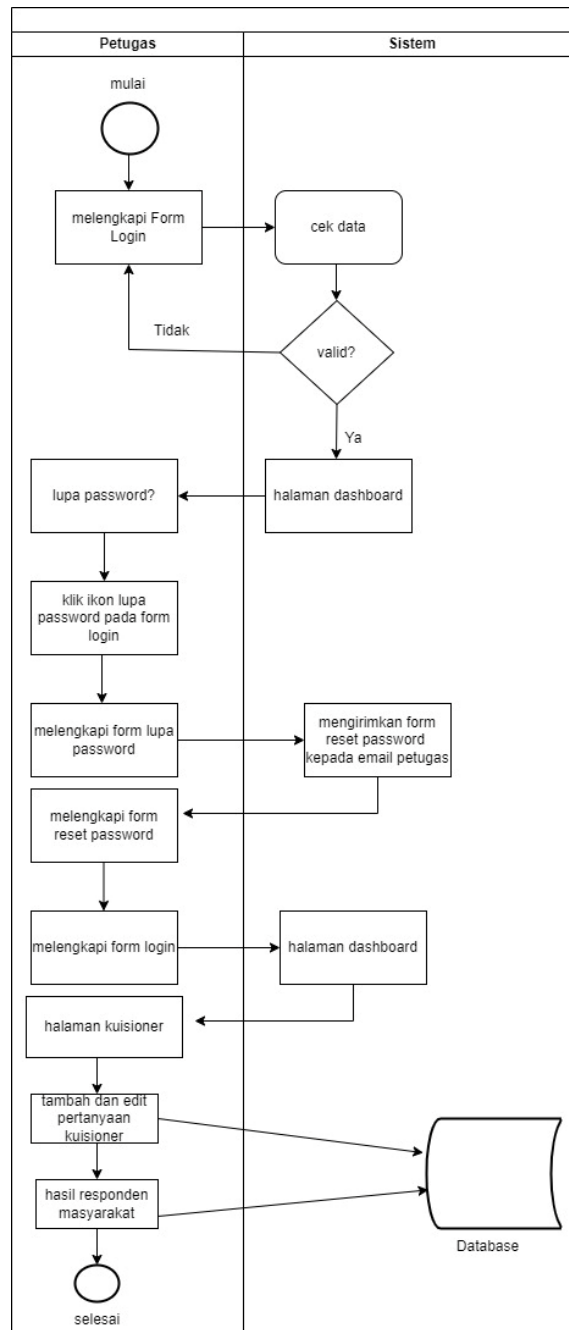 Petugas
Sistem
mulai
melengkapi Form
Login
cek data
Tidak
valid?
Ya
lupa password?
halaman dashboard
klik ikon lupa
password pada form
login
melengkapi form lupa
password
mengirimkan form
reset password
kepada email petugas
melengkapi form
reset password
melengkapi form login
halaman dashboard
halaman kuisioner
tambah dan edit
pertanyaan
kuisioner
hasil responden
masyarakat
Database
selesai